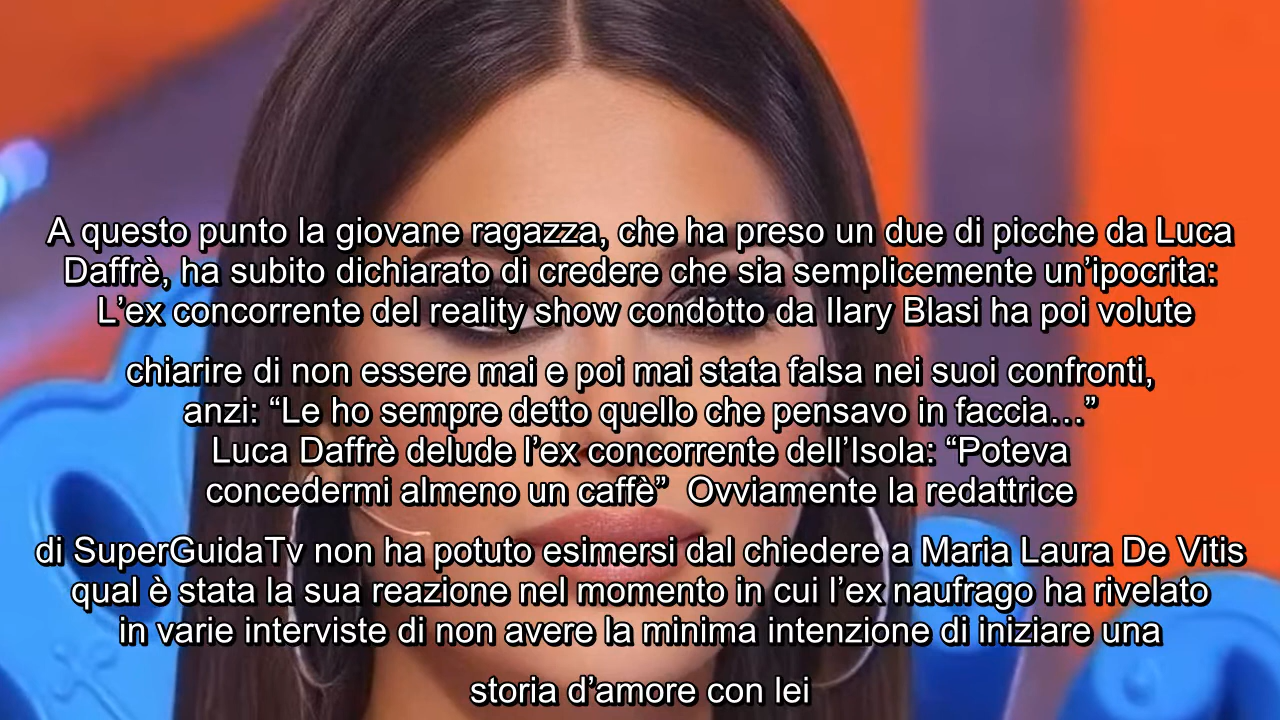 A questo punto la giovane ragazza, che ha preso un due di picche da Luca
Daffrè, ha subito dichiarato di credere che sia semplicemente un’ipocrita:
L’ex concorrente del reality show condotto da Ilary Blasi ha poi volute
chiarire di non essere mai e poi mai stata falsa nei suoi confronti,
anzi: “Le ho sempre detto quello che pensavo in faccia…”
Luca Daffrè delude l’ex concorrente dell’Isola: “Poteva
concedermi almeno un caffè”  Ovviamente la redattrice
di SuperGuidaTv non ha potuto esimersi dal chiedere a Maria Laura De Vitis
qual è stata la sua reazione nel momento in cui l’ex naufrago ha rivelato
in varie interviste di non avere la minima intenzione di iniziare una
storia d’amore con lei